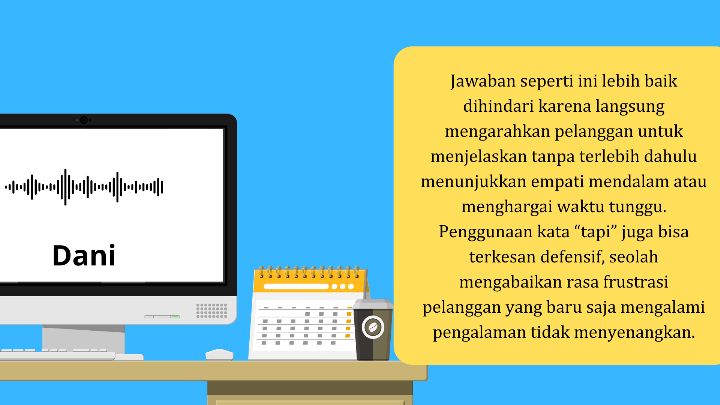 Jawaban seperti ini lebih baik
dihindari karena langsung
mengarahkan pelanggan untuk
menjelaskan tanpa terlebih dahulu
menunjukkan empati mendalam atau
menghargai waktu tunggu.
Penggunaan kata “tapi” juga bisa
terkesan defensif, seolah
mengabaikan rasa frustrasi
pelanggan yang baru saja mengalami
pengalaman tidak menyenangkan.
Dani